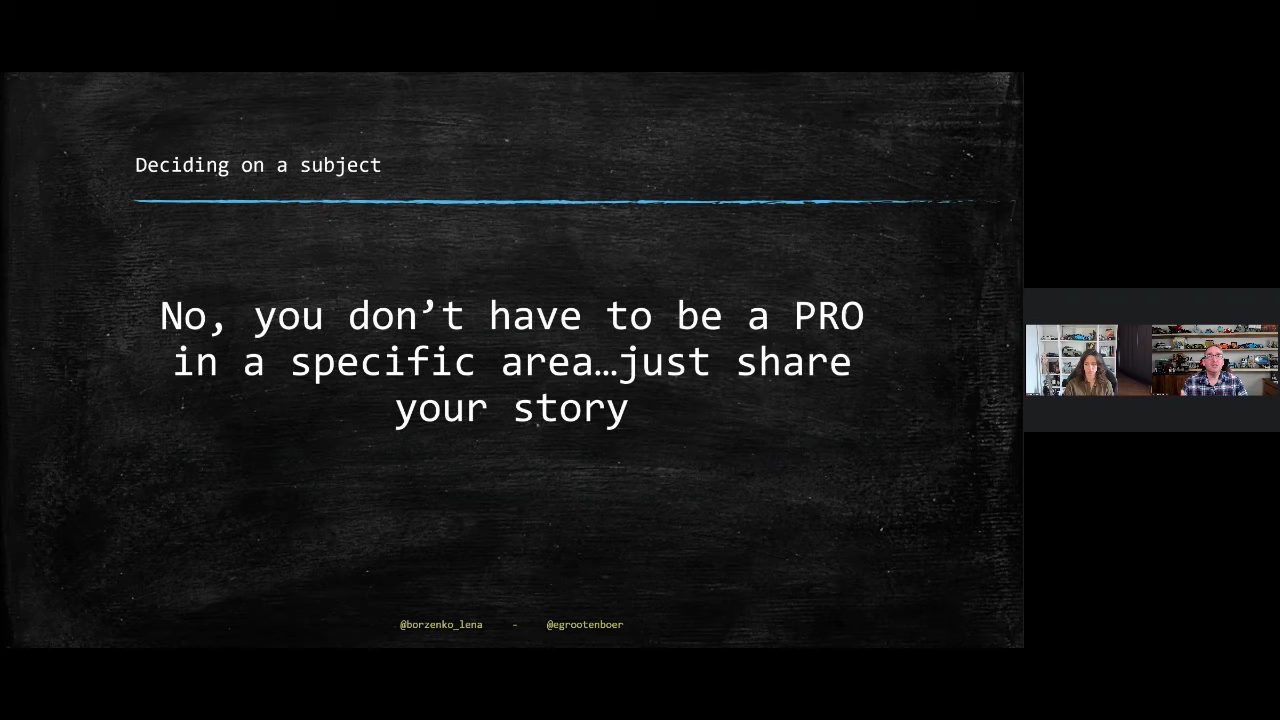 Deciding on a subject
No, you don’t have to be a PRO
in a specific area…just share
your story
@borzenko_lena - @egrootenboer